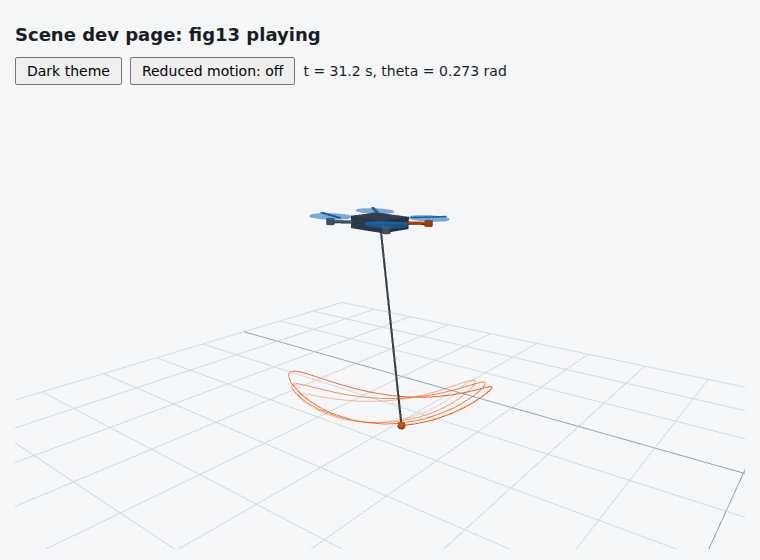 Scene dev page: fig13 playing
Dark theme Reduced motion: off t = 31.2 s, theta = 0.273 rad